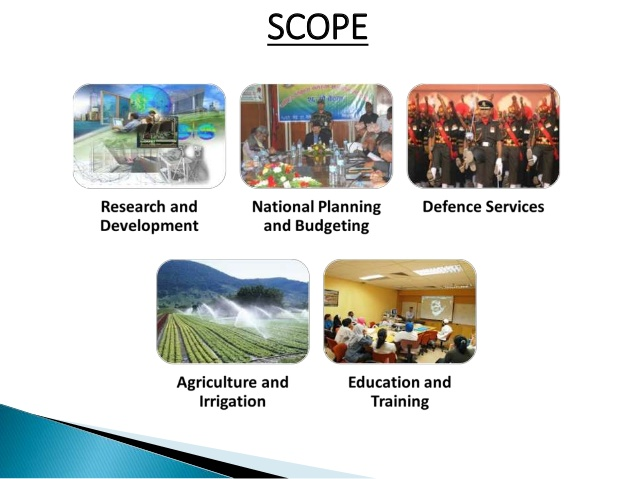 SCOPE
Research and
Development
National Planning
and Budgeting
Defence Services
Agriculture and
Irrigation
Education and
Training